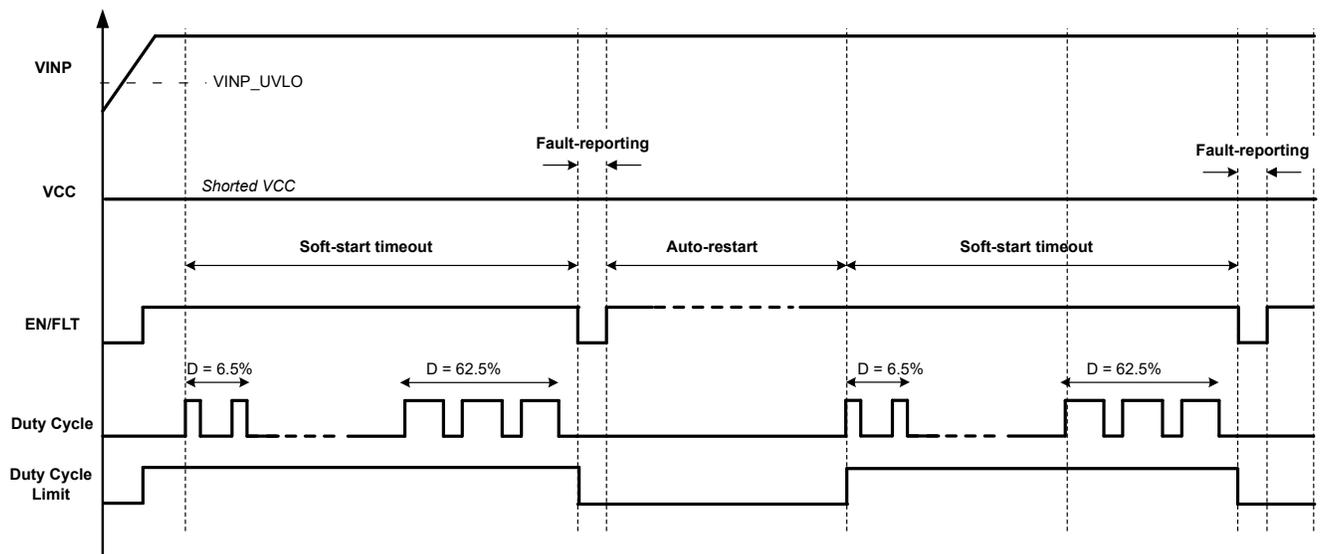 VINP
VINP_UVLO
Fault-reporting
Fault-reporting
VCC
Shorted VCC
Soft-start timeout
Auto-restart
Soft-start timeout
EN/FLT
D = 6.5%
D = 62.5%
D = 6.5%
D = 62.5%
Duty Cycle
Duty Cycle
Limit